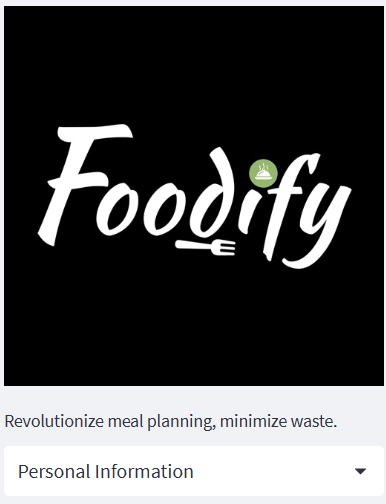 Foodify
Revolutionize meal planning, minimize waste.
Personal Information